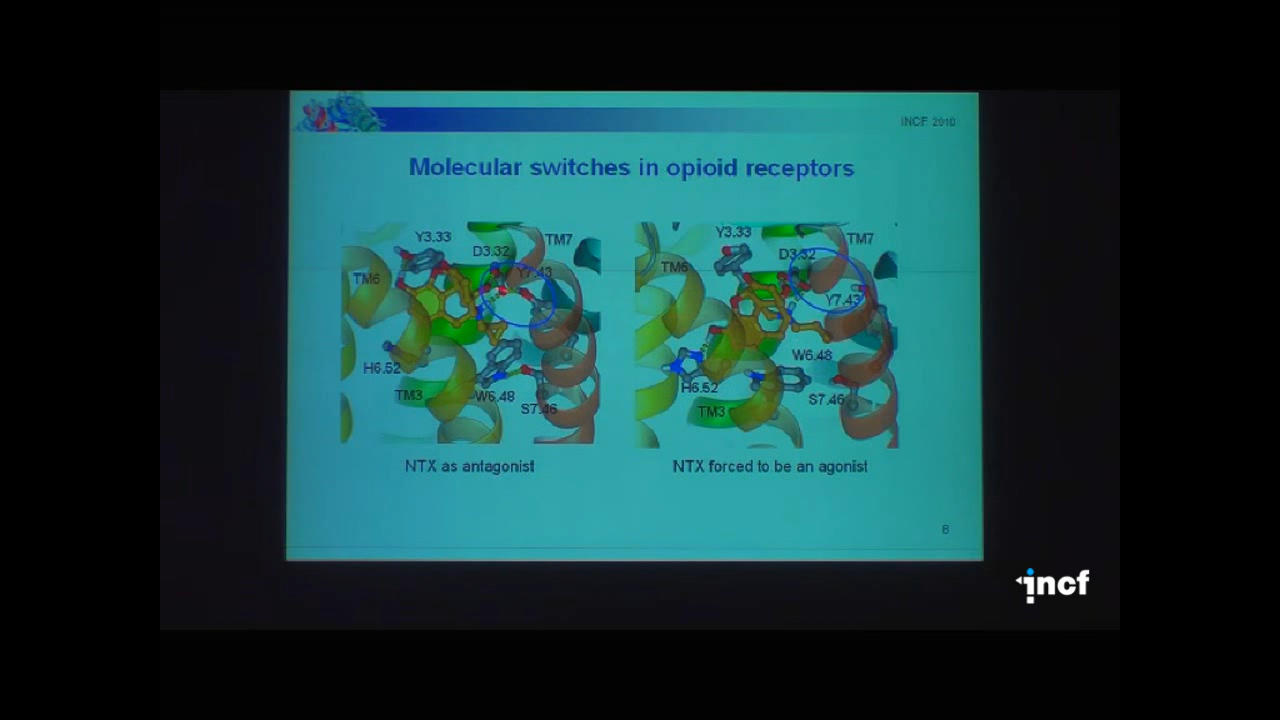 INCF 2010
Molecular switches in opioid receptors
Y3.33
D3.32
TM7
TM6
Y7.43
H6.52
TM3
W6.48
S7.46
NTX as antagonist
Y3.33
D3.32
TM7
TM6
Y7.43
W6.48
H6.52
S7.46
TM3
NTX forced to be an agonist
8
incf